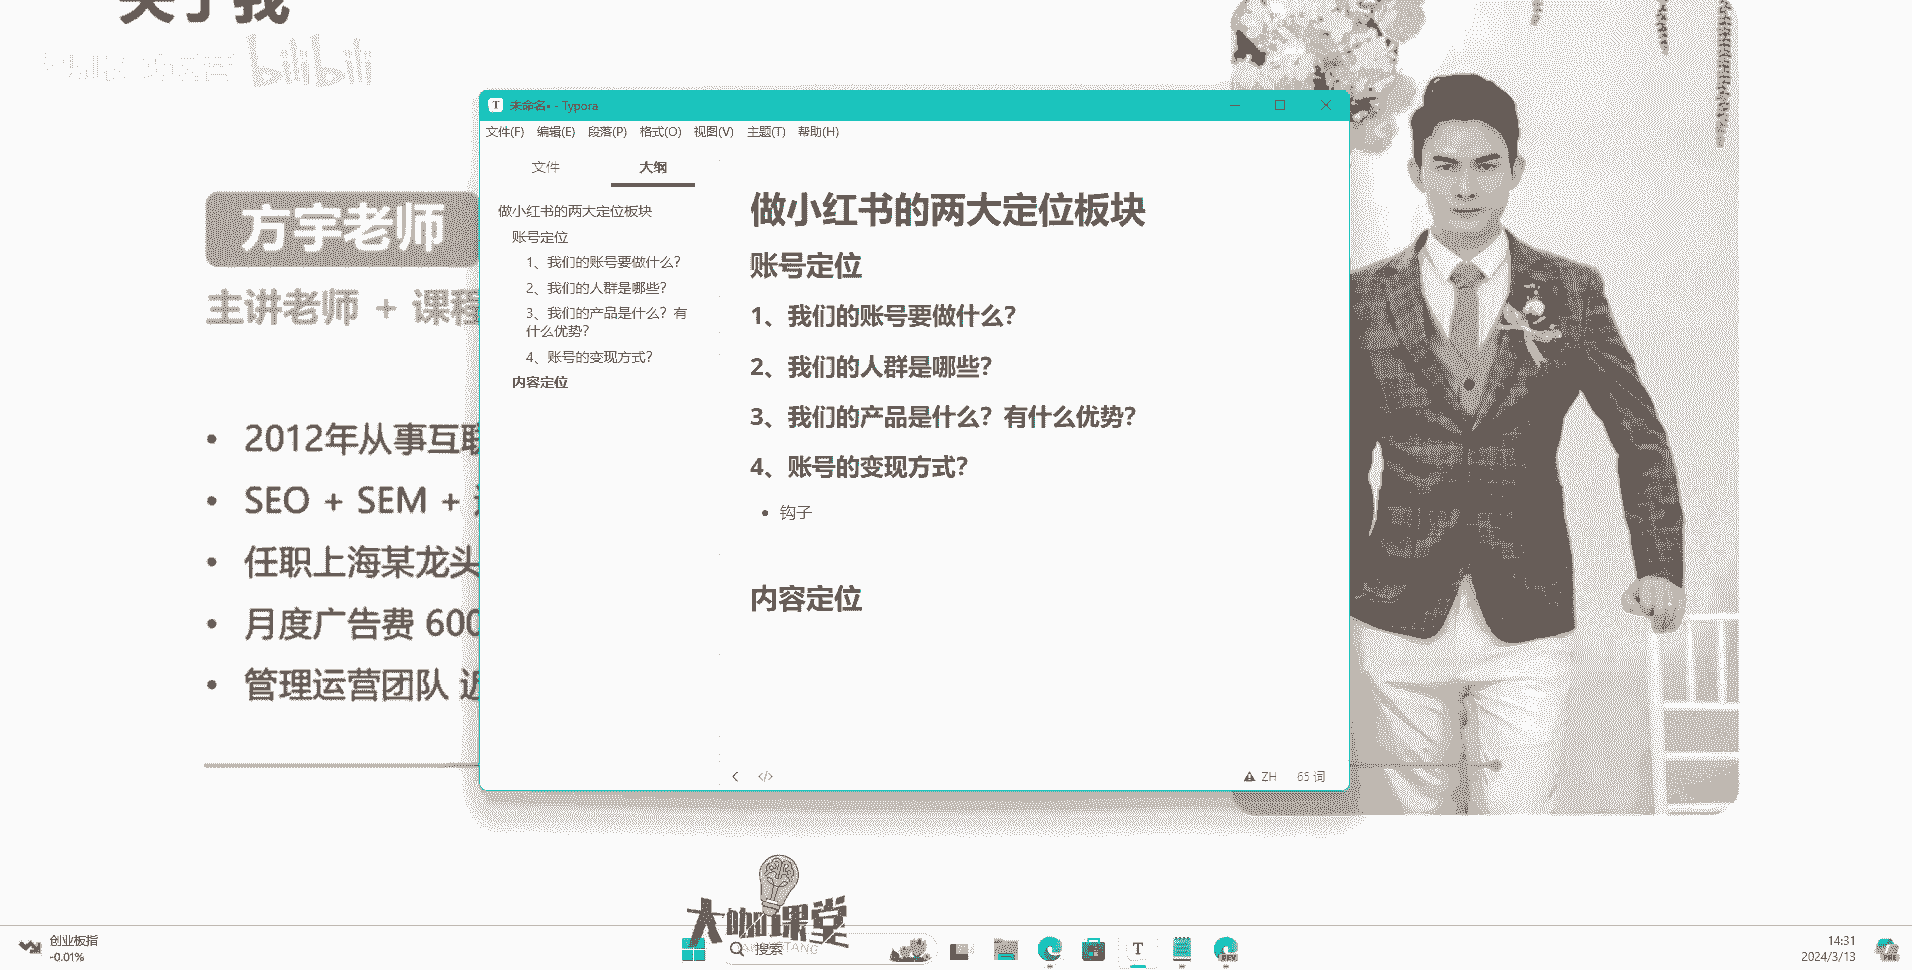 关于我
bilibili
未命名• - Typora
文件(F) 编辑(E) 段落(P) 格式(O) 视图(V) 主题(T) 帮助(H)
文件 大纲
做小红书的两大定位板块
账号定位
1、我们的账号要做什么？
2、我们的人群是哪些？
3、我们的产品是什么？有
什么优势？
4、账号的变现方式？
内容定位
做小红书的两大定位板块
账号定位
1、我们的账号要做什么？
2、我们的人群是哪些？
3、我们的产品是什么？有什么优势？
4、账号的变现方式？
钩子
内容定位
ZH 65 词
方宇老师
主讲老师 + 课程
2012年从事互联
SEO + SEM +
任职上海某龙头
月度广告费 600
管理运营团队 近
大咖课堂
创业板指
-0.01%
搜索
14:31
2024/3/13